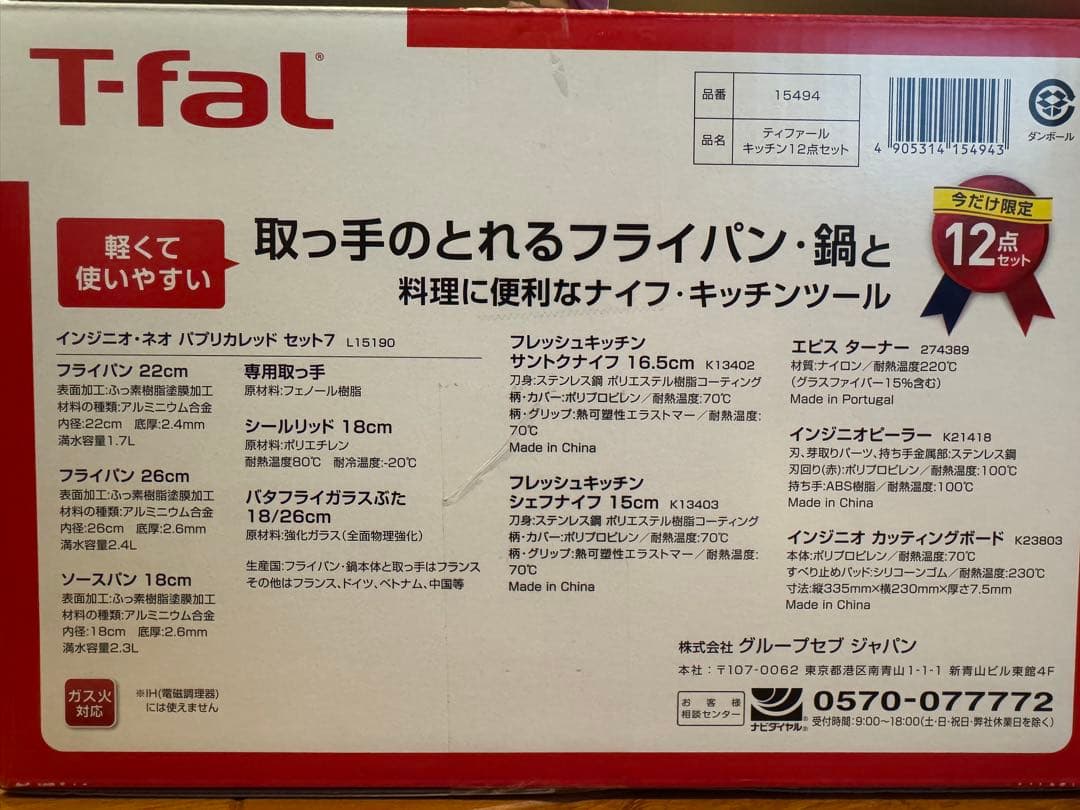 T-fal®
品番 15494
品名 ティファール
キッチン12点セット
4 905314 154943
ダンボール
今だけ限定
12点
セット
軽くて
使いやすい
取っ手のとれるフライパン・鍋と
料理に便利なナイフ・キッチンツール
インジニオ・ネオ パプリカレッド セット7 L15190
フライパン 22cm
表面加工:ふっ素樹脂塗膜加工
材料の種類:アルミニウム合金
内径:22cm 底厚:2.4mm
満水容量1.7L
フライパン 26cm
表面加工:ふっ素樹脂塗膜加工
材料の種類:アルミニウム合金
内径:26cm 底厚:2.6mm
満水容量2.4L
ソースパン 18cm
表面加工:ふっ素樹脂塗膜加工
材料の種類:アルミニウム合金
内径:18cm 底厚:2.6mm
満水容量2.3L
ガス火
対応
※IH(電磁調理器)
には使えません
専用取っ手
原材料:フェノール樹脂
シールリッド 18cm
原材料:ポリエチレン
耐熱温度80℃ 耐冷温度:-20℃
バタフライガラスぶた
18/26cm
原材料:強化ガラス(全面物理強化)
生産国:フライパン・鍋本体と取っ手はフランス
その他はフランス、ドイツ、ベトナム、中国等
フレッシュキッチン
サントクナイフ 16.5cm K13402
刀身:ステンレス鋼 ポリエステル樹脂コーティング
柄・カバー:ポリプロピレン/耐熱温度:70℃
柄・グリップ:熱可塑性エラストマー/耐熱温度:
70℃
Made in China
フレッシュキッチン
シェフナイフ 15cm K13403
刀身:ステンレス鋼 ポリエステル樹脂コーティング
柄・カバー:ポリプロピレン/耐熱温度:70℃
柄・グリップ:熱可塑性エラストマー/耐熱温度:
70℃
Made in China
エピス ターナー 274389
材質:ナイロン/耐熱温度220℃
(グラスファイバー15%含む)
Made in Portugal
インジニオピーラー K21418
刃、芽取りパーツ、持ち手金属部:ステンレス鋼
刃回り(赤):ポリプロピレン/耐熱温度:100℃
持ち手:ABS樹脂/耐熱温度:100℃
Made in China
インジニオ カッティングボード K23803
本体:ポリプロピレン/耐熱温度:70℃
すべり止めパッド:シリコーンゴム/耐熱温度:230℃
寸法:縦335mm×横230mm×厚さ7.5mm
Made in China
株式会社 グループセブ ジャパン
本社:〒107-0062 東京都港区南青山1-1-1 新青山ビル東館4F
お客様
相談センター
ナビダイヤル®
0570-077772
受付時間:9:00~18:00(土・日・祝日・弊社休業日を除く)